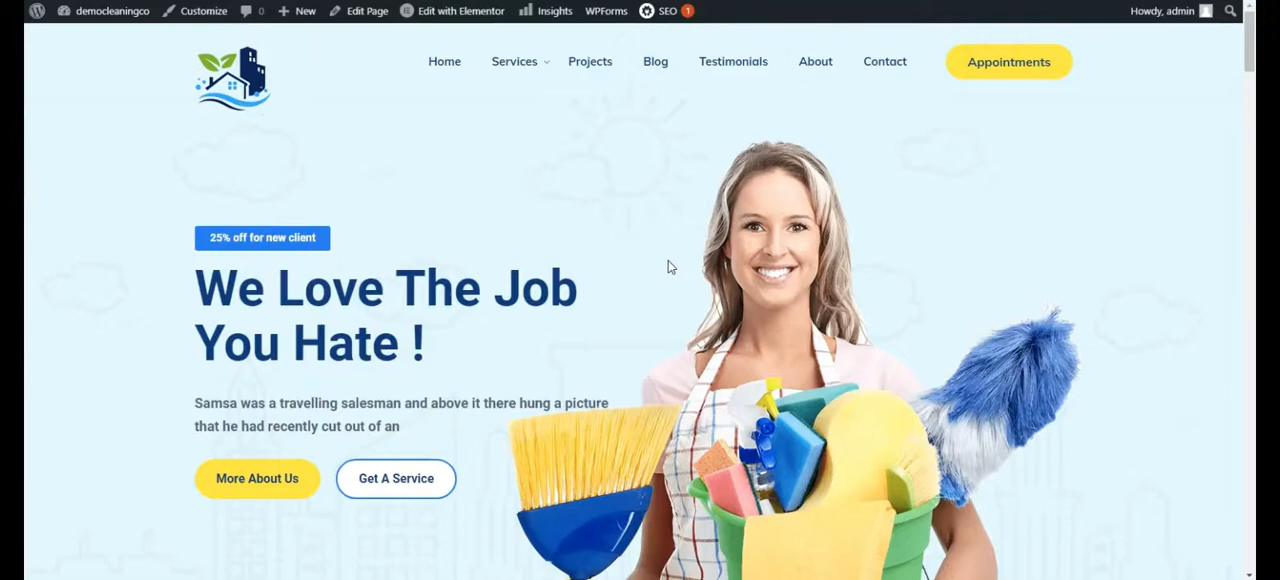 democleaningco Customize 0 New Edit Page Edit with Elementor Insights WPForms SEO 1 Howdy, admin
Home Services Projects Blog Testimonials About Contact Appointments
25% off for new client
We Love The Job
You Hate !
Samsa was a travelling salesman and above it there hung a picture
that he had recently cut out of an
More About Us Get A Service